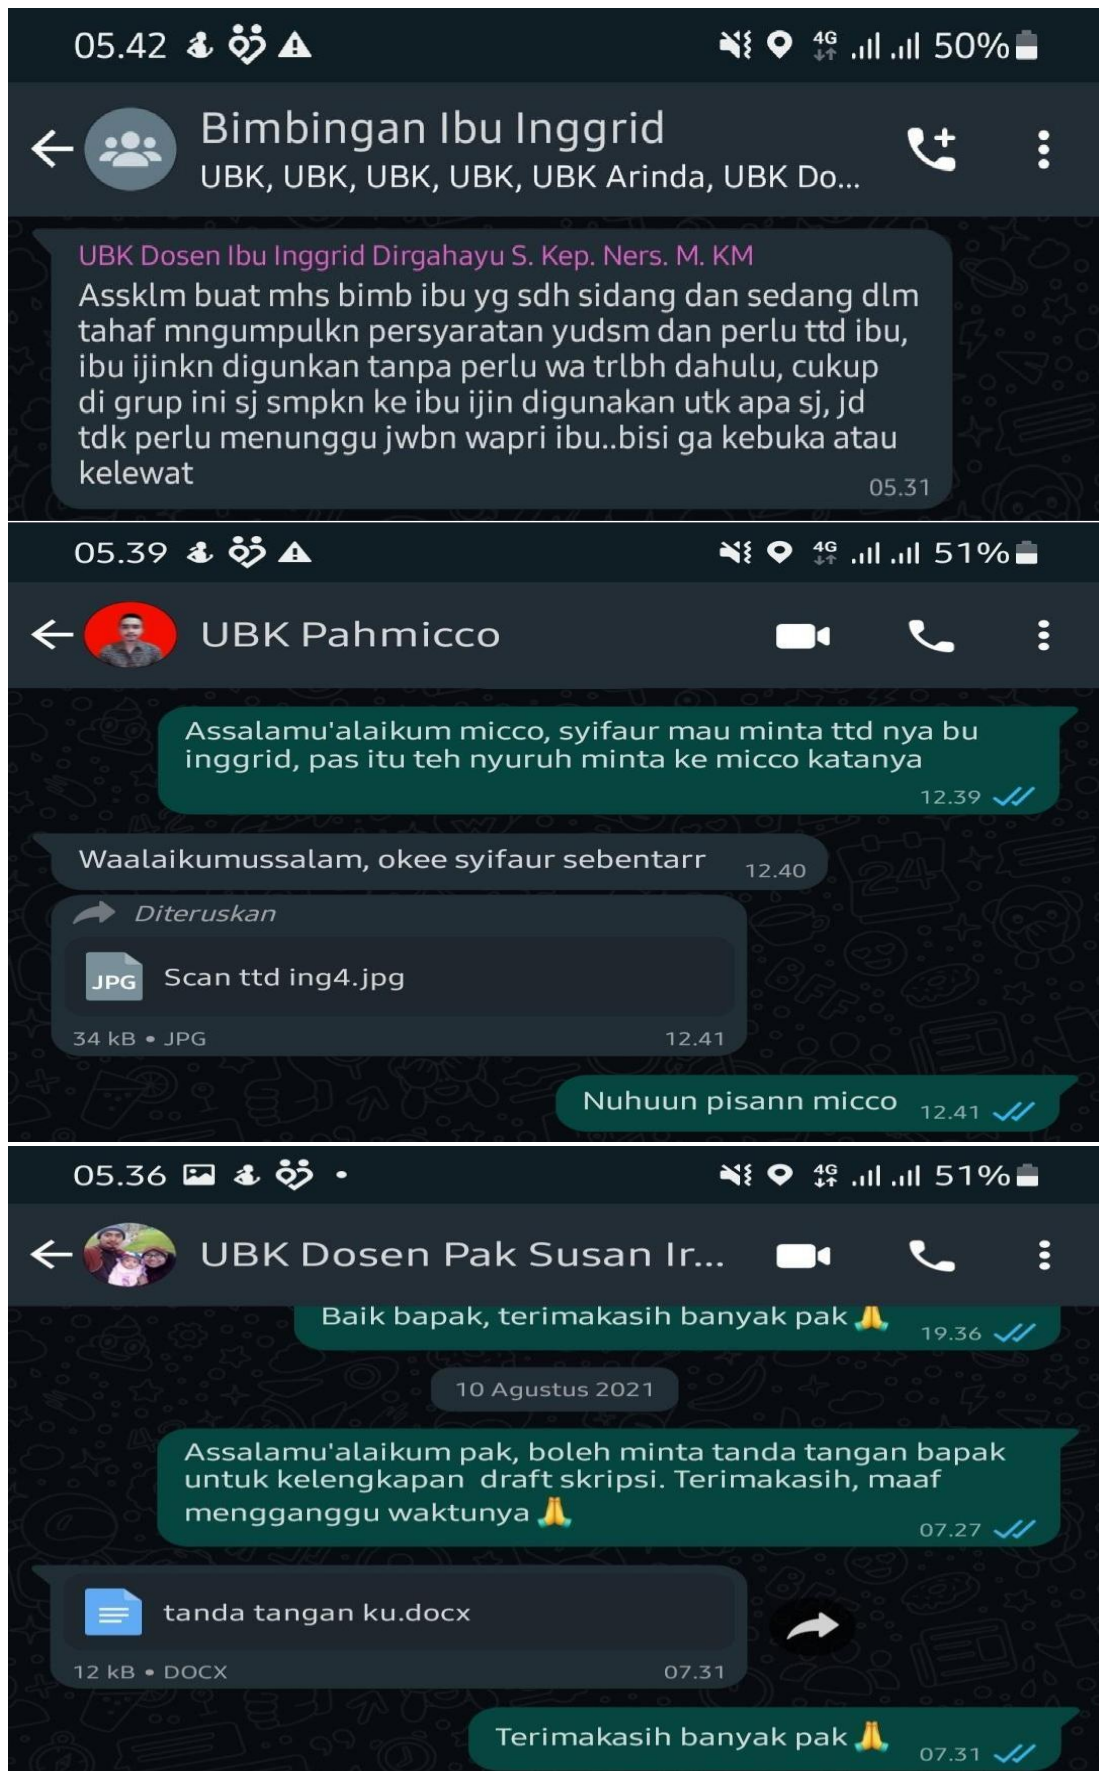 05.42
4G 50%
Bimbingan Ibu Inggrid
UBK, UBK, UBK, UBK, UBK Arinda, UBK Do...
UBK Dosen Ibu Inggrid Dirgahayu S. Kep. Ners. M. KM
Assklm buat mhs bimb ibu yg sdh sidang dan sedang dlm
tahaf mngumpulkn persyaratan yudsm dan perlu ttd ibu,
ibu ijinkn digunkan tanpa perlu wa trlbh dahulu, cukup
di grup ini sj smpkn ke ibu ijin digunakan utk apa sj, jd
tdk perlu menunggu jwbn wapri ibu..bisi ga kebuka atau
kelewat
05.31
05.39
4G 51%
UBK Pahmicco
Assalamu'alaikum micco, syifaur mau minta ttd nya bu
inggrid, pas itu teh nyuruh minta ke micco katanya
12.39
Waalaikumussalam, okee syifaur sebentarr
12.40
Diteruskan
JPG Scan ttd ing4.jpg
34 kB • JPG
12.41
Nuhuun pisann micco
12.41
05.36
4G 51%
UBK Dosen Pak Susan Ir...
Baik bapak, terimakasih banyak pak 🙏
19.36
10 Agustus 2021
Assalamu'alaikum pak, boleh minta tanda tangan bapak
untuk kelengkapan draft skripsi. Terimakasih, maaf
mengganggu waktunya 🙏
07.27
tanda tangan ku.docx
12 kB • DOCX
07.31
Terimakasih banyak pak 🙏
07.31